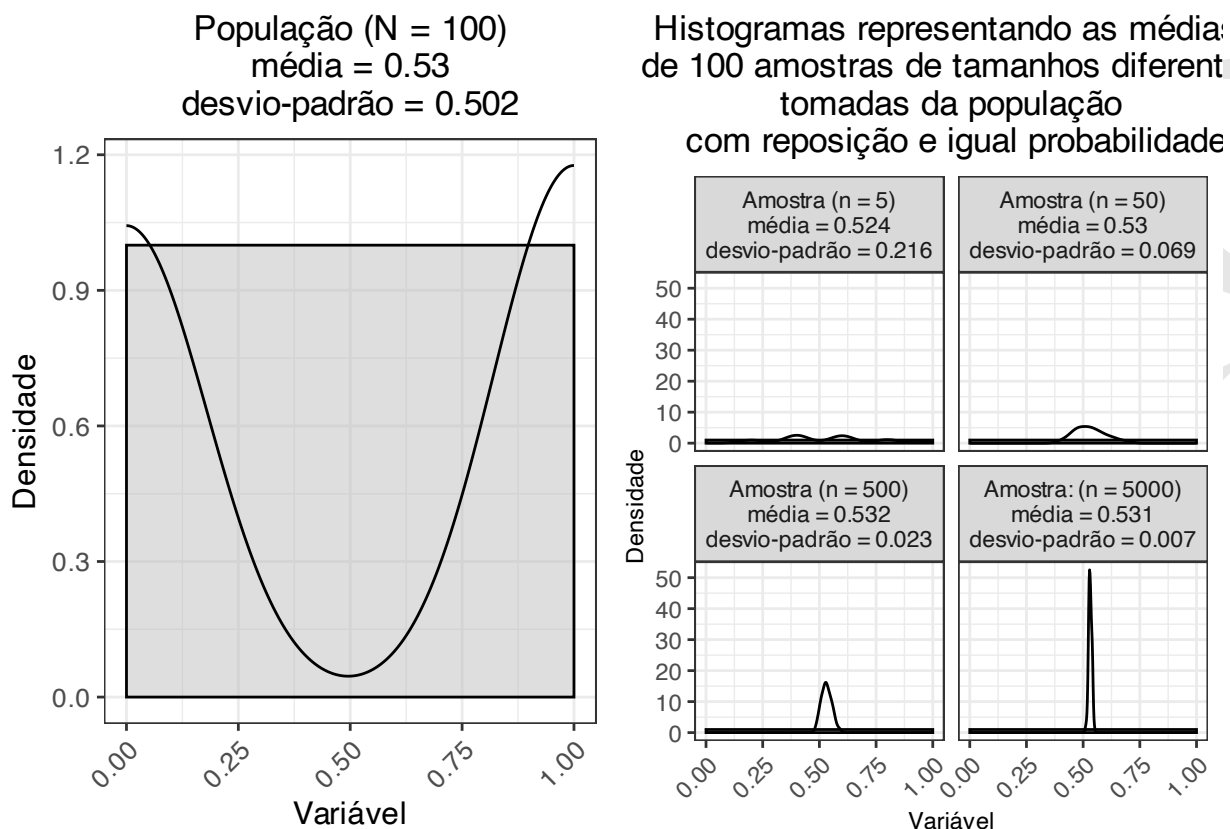 População (N = 100)
média = 0.53
desvio-padrão = 0.502
1.2
0.9
0.6
0.3
0.0
Densidade
0.00
0.25
0.50
0.75
1.00
Variável
Histogramas representando as média
de 100 amostras de tamanhos diferent
tomadas da população
com reposição e igual probabilidade
Amostra (n = 5)
média = 0.524
desvio-padrão = 0.216
Amostra (n = 50)
média = 0.53
desvio-padrão = 0.069
50
40
30
20
10
0
Amostra (n = 500)
média = 0.532
desvio-padrão = 0.023
Amostra: (n = 5000)
média = 0.531
desvio-padrão = 0.007
50
40
30
20
10
0
Densidade
0.00
0.25
0.50
0.75
1.00
0.00
0.25
0.50
0.75
1.00
Variável